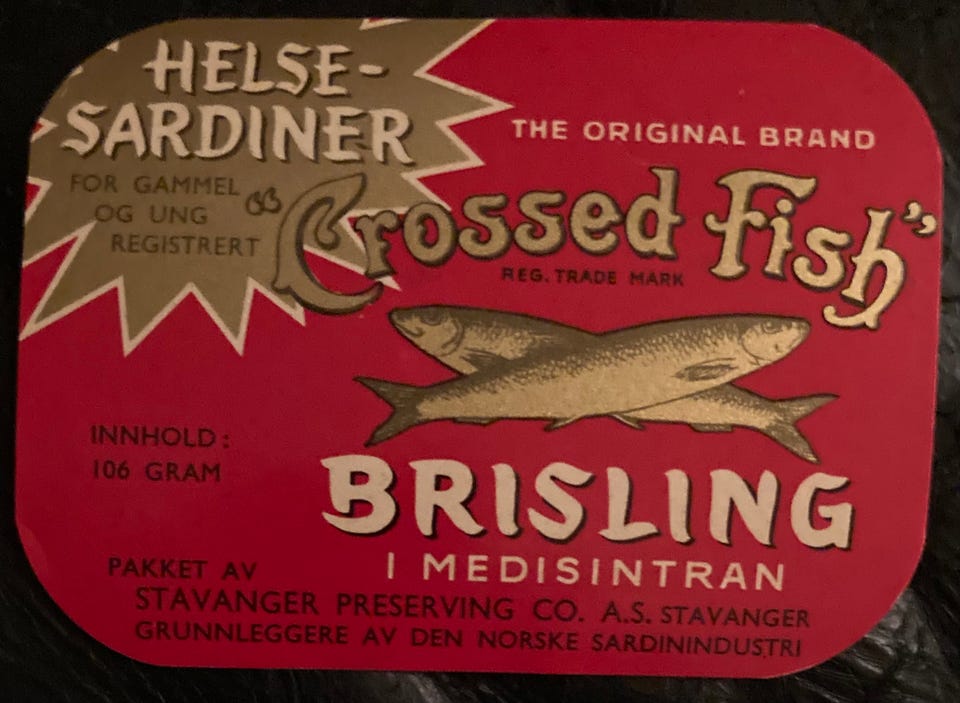 HELSE-
SARDINER
FOR GAMMEL
OG UNG
REGISTRERT
THE ORIGINAL BRAND
"Crossed Fish"
REG. TRADE MARK
INNHOLD:
106 GRAM
BRISLING
I MEDISINTRAN
PAKKET AV
STAVANGER PRESERVING CO. A.S. STAVANGER
GRUNNLEGGERE AV DEN NORSKE SARDININDUSTRI